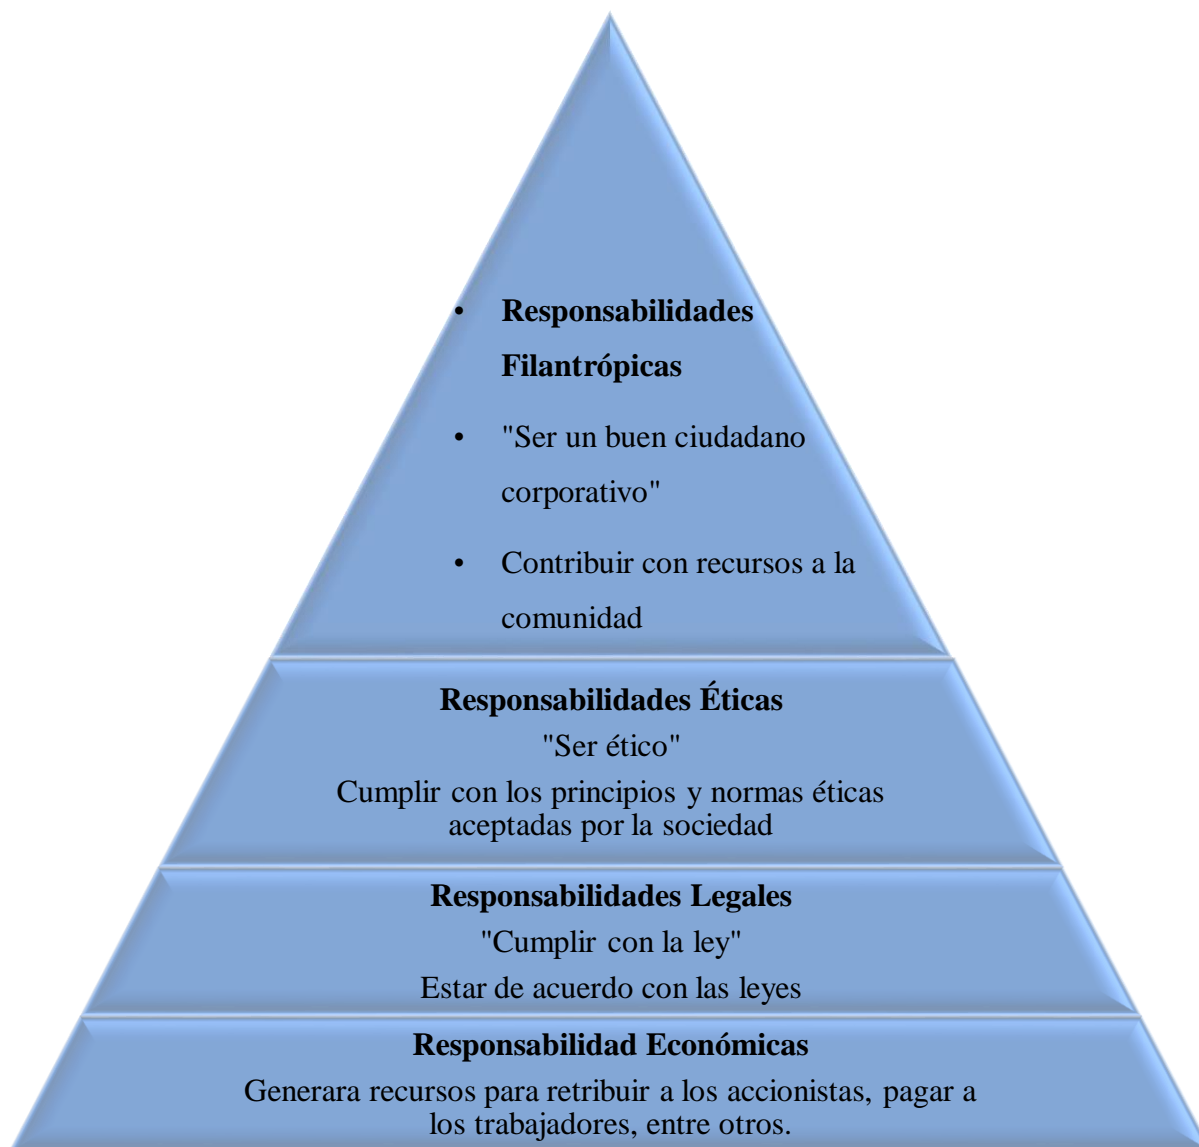 • Responsabilidades
Filantrópicas
• "Ser un buen ciudadano
corporativo"
• Contribuir con recursos a la
comunidad
Responsabilidades Éticas
"Ser ético"
Cumplir con los principios y normas éticas
aceptadas por la sociedad
Responsabilidades Legales
"Cumplir con la ley"
Estar de acuerdo con las leyes
Responsabilidad Económicas
Generara recursos para retribuir a los accionistas, pagar a
los trabajadores, entre otros.